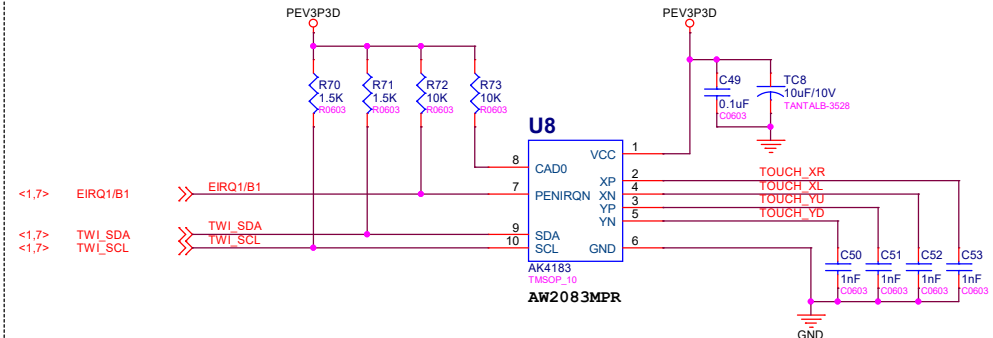 PEV3P3D
PEV3P3D
R70
1.5K
R0603
R71
1.5K
R0603
R72
10K
R0603
R73
10K
R0603
C49
0.1uF
C0603
TC8
10uF/10V
TANTALB-3528
U8
8 CAD0
7 PENIRQN
9 SDA
10 SCL
VCC 1
XP 2
XN 4
YP 3
YN 5
GND 6
<1,7> EIRQ1/B1 EIRQ1/B1
<1,7> TWI_SDA TWI_SDA
<1,7> TWI_SCL TWI_SCL
TOUCH_XR
TOUCH_XL
TOUCH_YU
TOUCH_YD
AK4183
TMSOP_10
AW2083MPR
C50
1nF
C0603
C51
1nF
C0603
C52
1nF
C0603
C53
1nF
C0603
GND